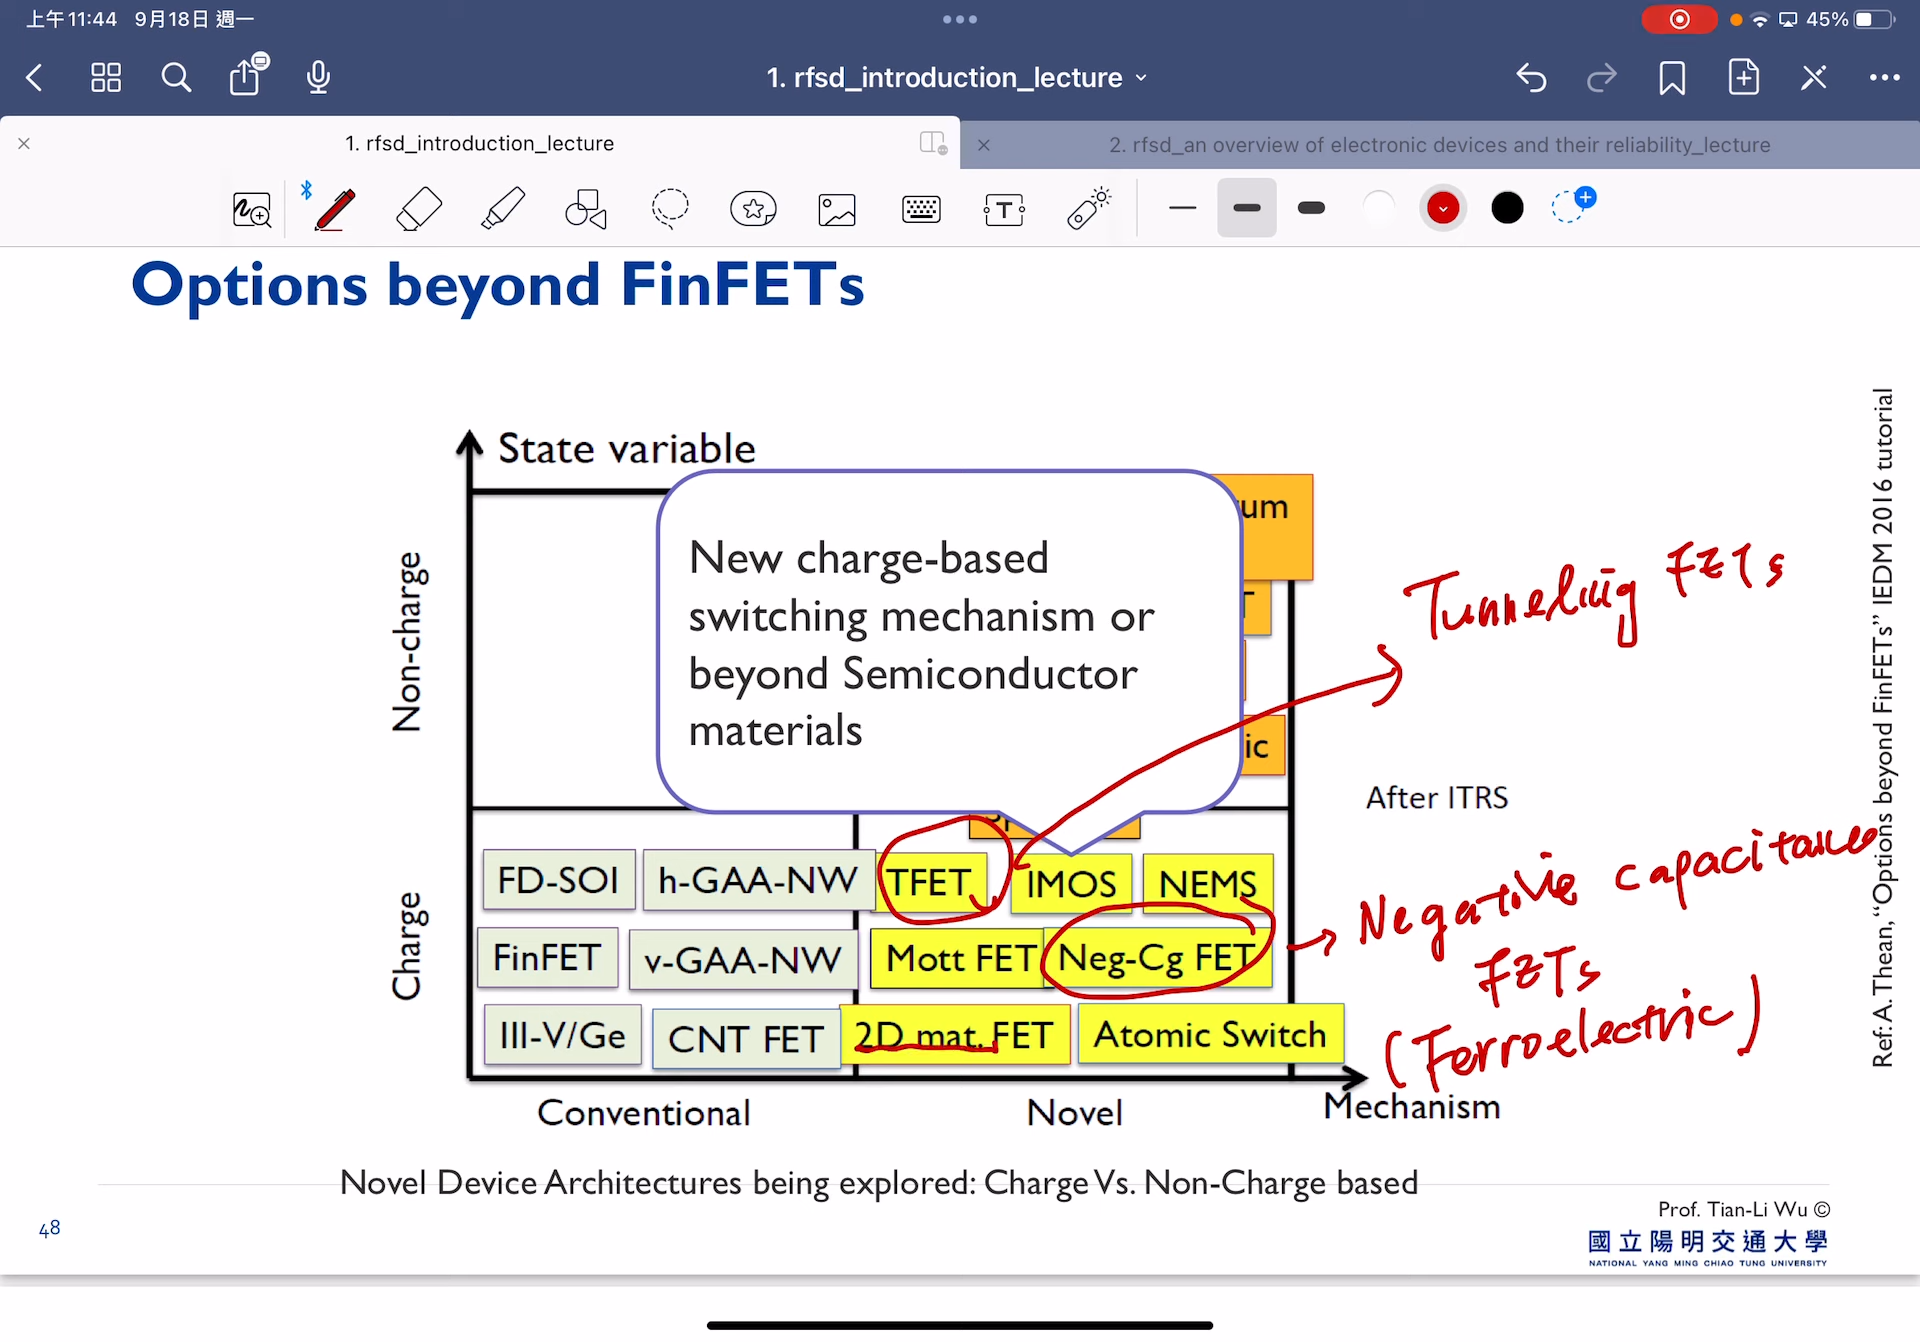 上午11:44 9月18日 週一
45%
1. rfsd_introduction_lecture
1. rfsd_introduction_lecture
2. rfsd_an overview of electronic devices and their reliability_lecture
T
Options beyond FinFETs
State variable
Non-charge
Charge
New charge-based
switching mechanism or
beyond Semiconductor
materials
um
T
ic
Tunneling FETs
After ITRS
FD-SOI h-GAA-NW TFET IMOS NEMS
FinFET v-GAA-NW Mott FET Neg-Cg FET
III-V/Ge CNT FET 2D mat. FET Atomic Switch
Negative capacitance
FETs
(Ferroelectric)
Conventional Novel Mechanism
Ref: A. Thean, “Options beyond FinFETs” IEDM 2016 tutorial
Novel Device Architectures being explored: Charge Vs. Non-Charge based
48
Prof. Tian-Li Wu ©
國立陽明交通大學
NATIONAL YANG MING CHIAO TUNG UNIVERSITY